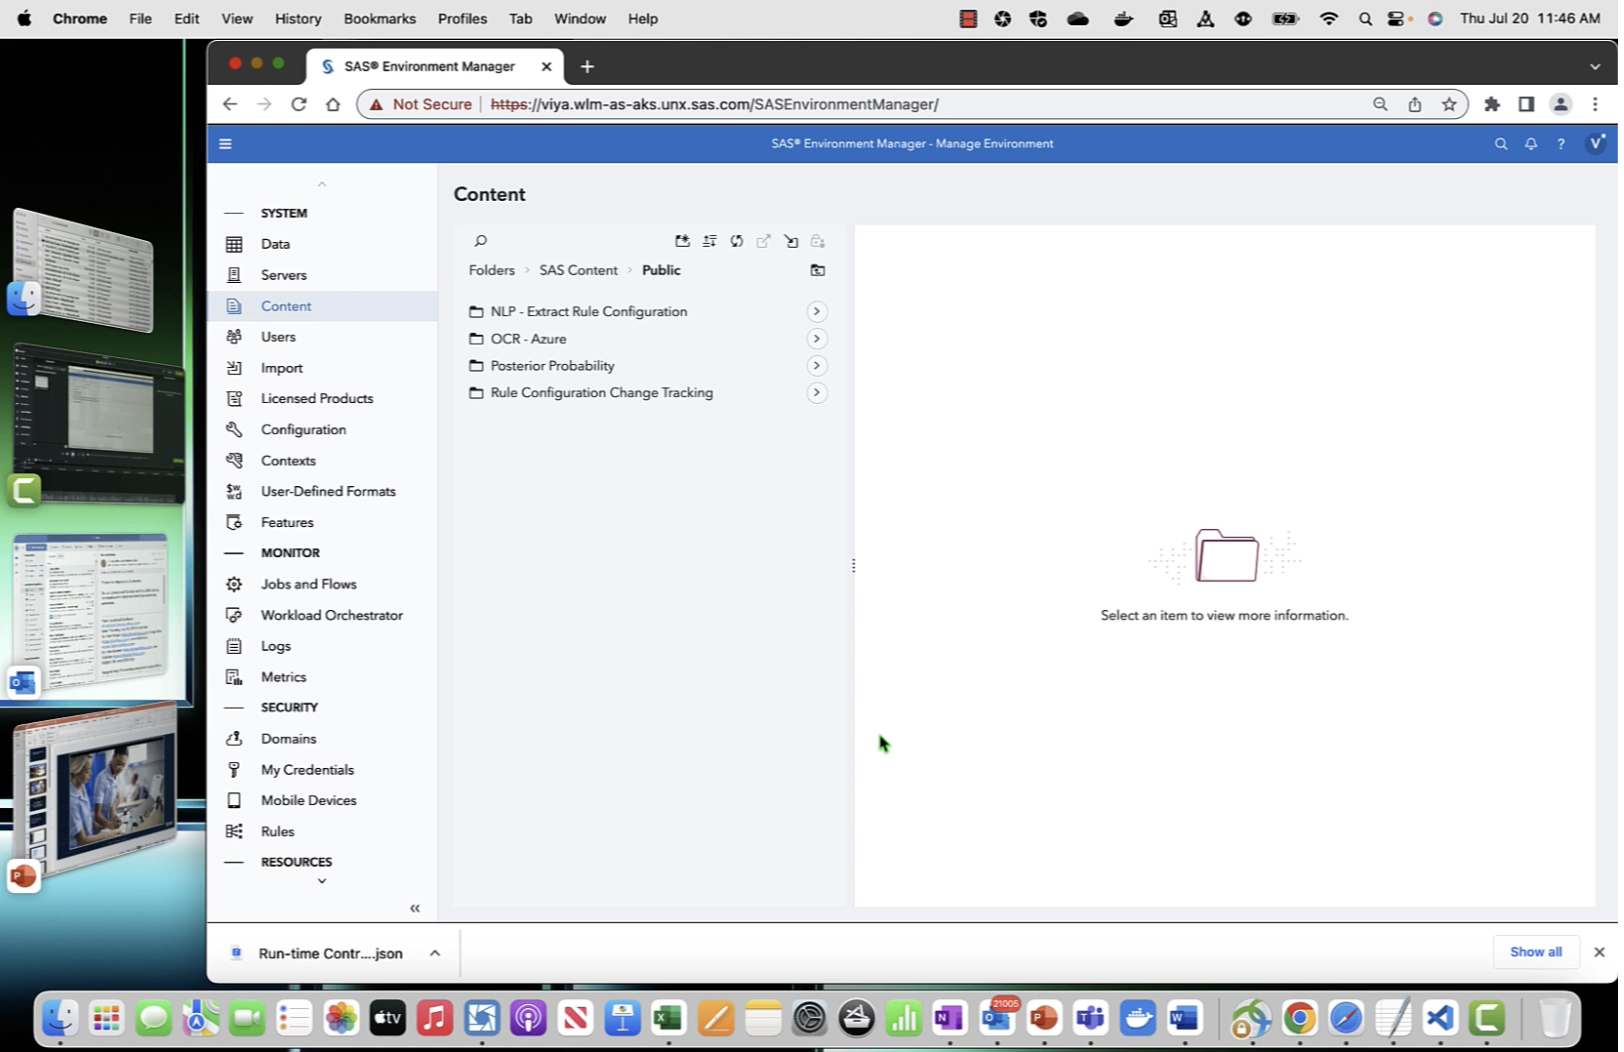 Chrome File Edit View History Bookmarks Profiles Tab Window Help Thu Jul 20 11:46 AM
SAS® Environment Manager
Not Secure https://viya.wlm-as-aks.unx.sas.com/SASEnvironmentManager/
SAS® Environment Manager - Manage Environment ? V
SYSTEM
Data
Servers
Content
Users
Import
Licensed Products
Configuration
Contexts
User-Defined Formats
Features
MONITOR
Jobs and Flows
Workload Orchestrator
Logs
Metrics
SECURITY
Domains
My Credentials
Mobile Devices
Rules
RESOURCES
Content
Folders > SAS Content > Public
NLP - Extract Rule Configuration
OCR - Azure
Posterior Probability
Rule Configuration Change Tracking
Select an item to view more information.
Run-time Contr....json
Show all
tv
21005